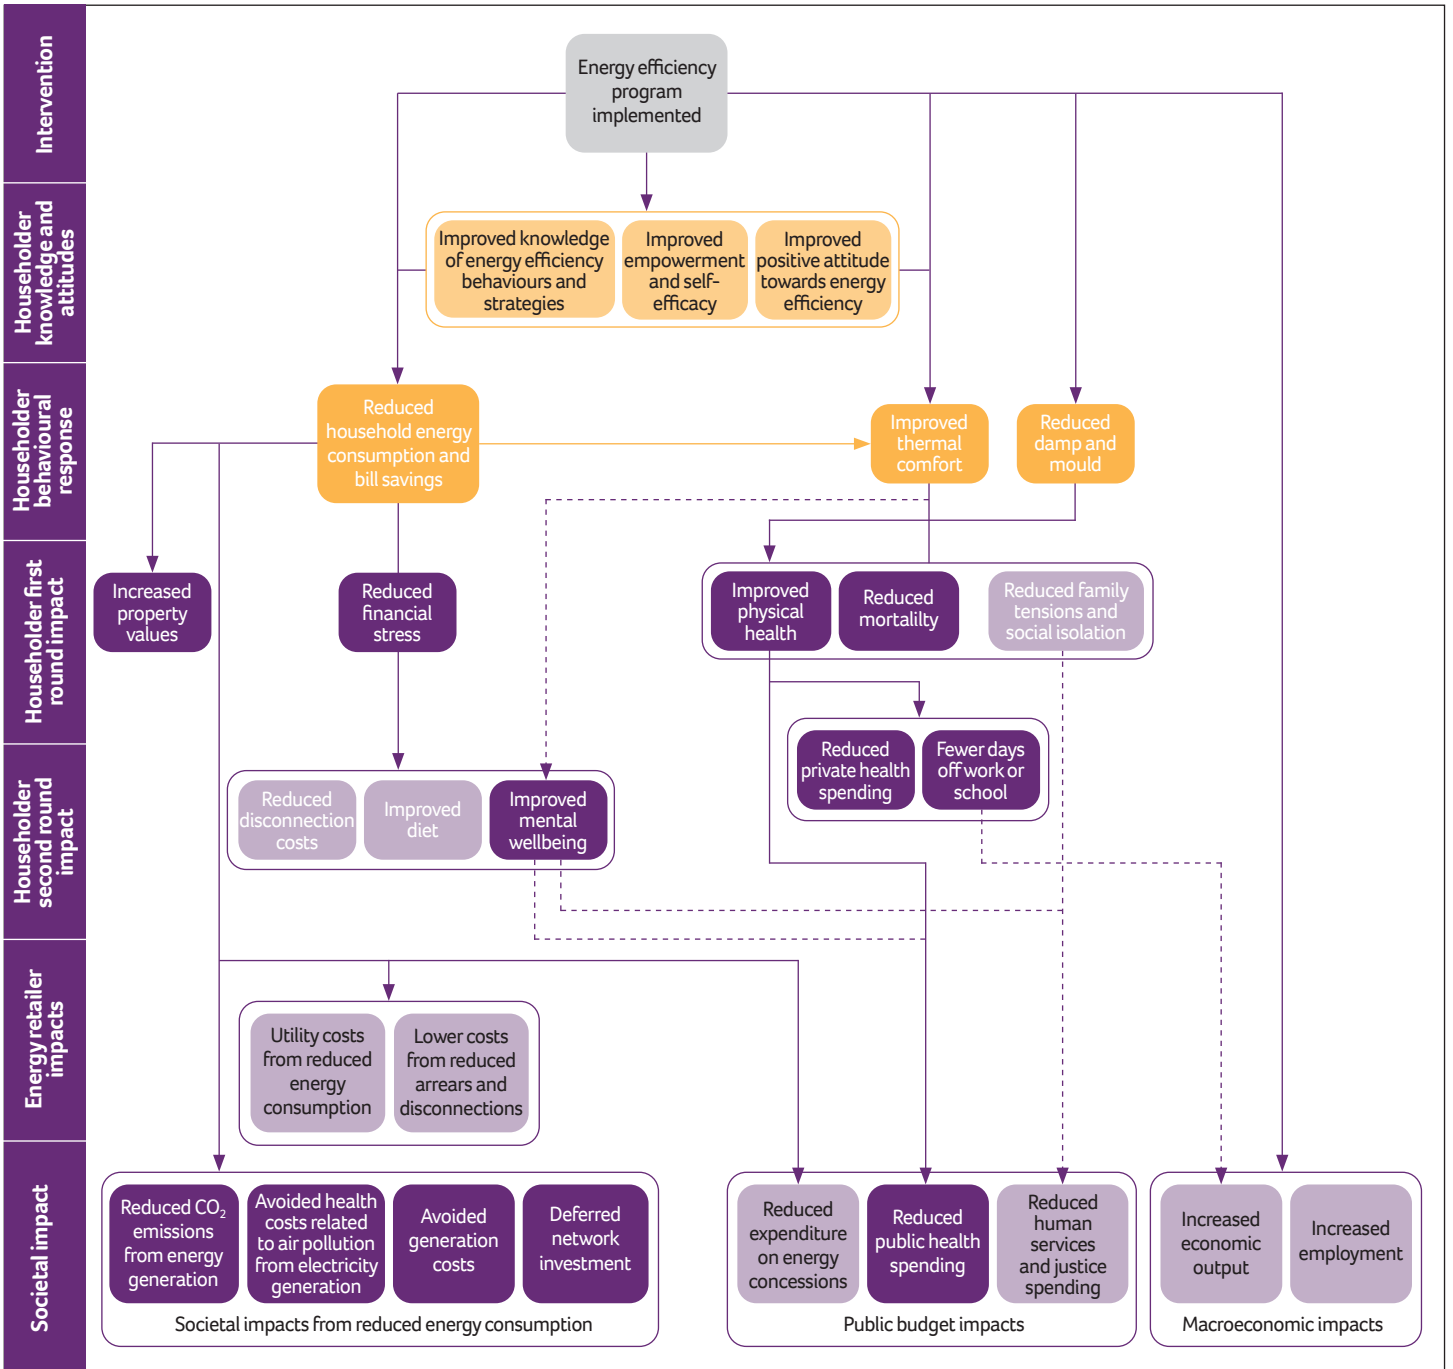 Intervention
Energy efficiency
program
implemented
Householder
knowledge and
attitudes
Improved knowledge
of energy efficiency
behaviours and
strategies
Improved
empowerment
and self-
efficacy
Improved
positive attitude
towards energy
efficiency
Householder
behavioural
response
Reduced
household energy
consumption and
bill savings
Improved
thermal
comfort
Reduced
damp and
mould
Householder first
round impact
Increased
property
values
Reduced
financial
stress
Improved
physical
health
Reduced
mortalilty
Reduced family
tensions and
social isolation
Householder
second round
impact
Reduced
private health
spending
Fewer days
off work or
school
Reduced
disconnection
costs
Improved
diet
Improved
mental
wellbeing
Energy retailer
impacts
Utility costs
from reduced
energy
consumption
Lower costs
from reduced
arrears and
disconnections
Societal impact
Reduced CO₂
emissions
from energy
generation
Avoided health
costs related
to air pollution
from electricity
generation
Avoided
generation
costs
Deferred
network
investment
Societal impacts from reduced energy consumption
Reduced
expenditure
on energy
concessions
Reduced
public health
spending
Reduced
human
services
and justice
spending
Public budget impacts
Increased
economic
output
Increased
employment
Macroeconomic impacts